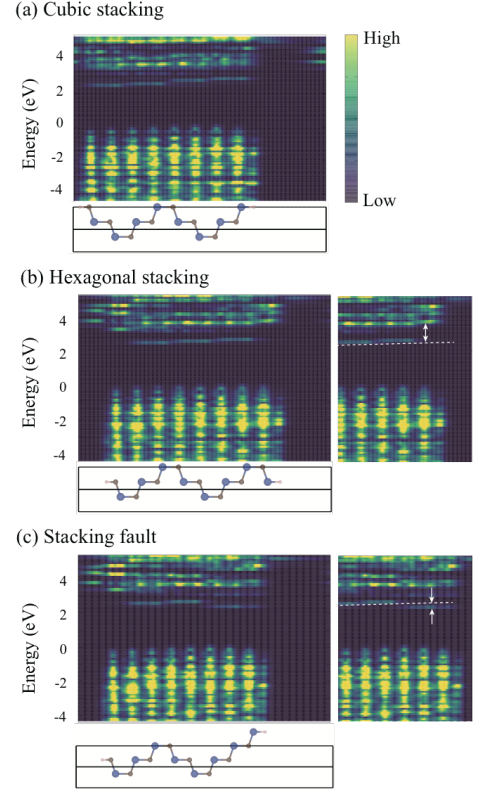 (a) Cubic stacking
High
4
2
0
-2
-4
Energy (eV)
Low
(b) Hexagonal stacking
4
2
0
-2
-4
Energy (eV)
(c) Stacking fault
4
2
0
-2
-4
Energy (eV)